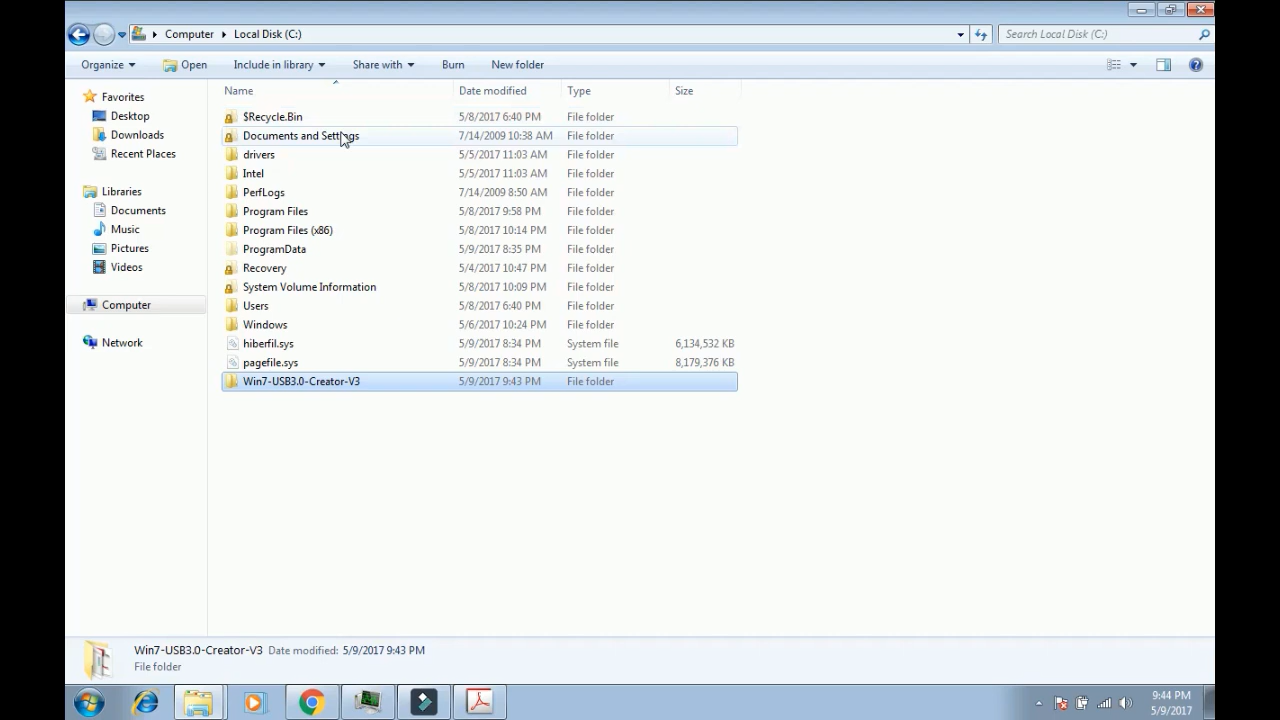 Computer Local Disk (C:) Search Local Disk (C:)
Organize Open Include in library Share with Burn New folder
Favorites
Desktop
Downloads
Recent Places
Libraries
Documents
Music
Pictures
Videos
Computer
Network
Name Date modified Type Size
$Recycle.Bin 5/8/2017 6:40 PM File folder
Documents and Settings 7/14/2009 10:38 AM File folder
drivers 5/5/2017 11:03 AM File folder
Intel 5/5/2017 11:03 AM File folder
PerfLogs 7/14/2009 8:50 AM File folder
Program Files 5/8/2017 9:58 PM File folder
Program Files (x86) 5/8/2017 10:14 PM File folder
ProgramData 5/9/2017 8:35 PM File folder
Recovery 5/4/2017 10:47 PM File folder
System Volume Information 5/8/2017 10:09 PM File folder
Users 5/8/2017 6:40 PM File folder
Windows 5/6/2017 10:24 PM File folder
hiberfil.sys 5/9/2017 8:34 PM System file 6,134,532 KB
pagefile.sys 5/9/2017 8:34 PM System file 8,179,376 KB
Win7-USB3.0-Creator-V3 5/9/2017 9:43 PM File folder
Win7-USB3.0-Creator-V3 Date modified: 5/9/2017 9:43 PM
File folder
9:44 PM
5/9/2017